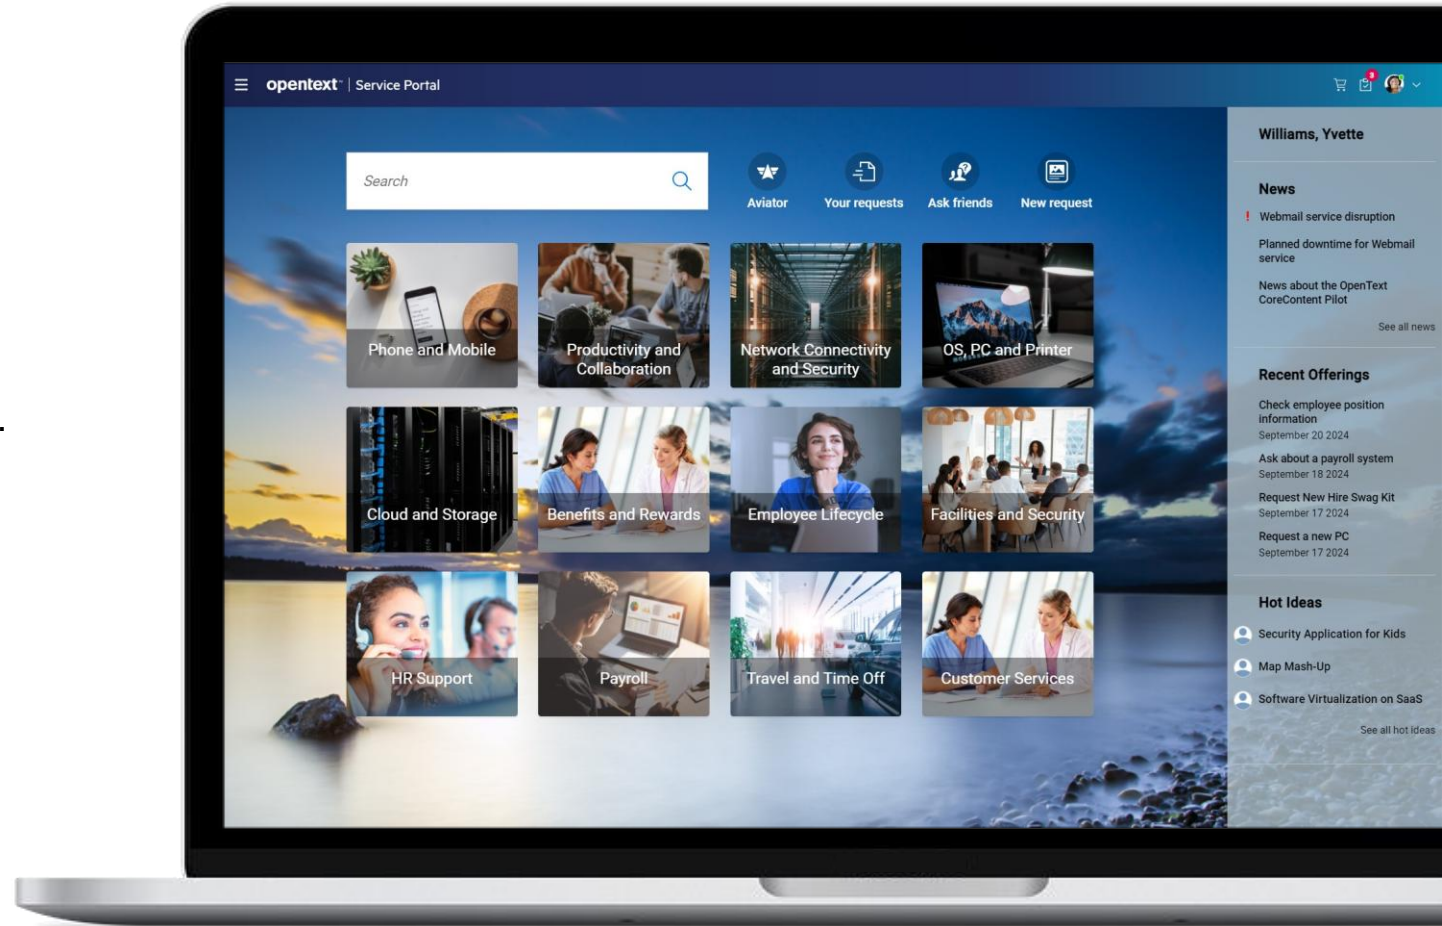 opentext™ | Service Portal
3
Search
Aviator
Your requests
Ask friends
New request
Phone and Mobile
Productivity and
Collaboration
Network Connectivity
and Security
OS, PC and Printer
Cloud and Storage
Benefits and Rewards
Employee Lifecycle
Facilities and Security
HR Support
Payroll
Travel and Time Off
Customer Services
Williams, Yvette
News
! Webmail service disruption
Planned downtime for Webmail
service
News about the OpenText
CoreContent Pilot
See all news
Recent Offerings
Check employee position
information
September 20 2024
Ask about a payroll system
September 18 2024
Request New Hire Swag Kit
September 17 2024
Request a new PC
September 17 2024
Hot Ideas
Security Application for Kids
Map Mash-Up
Software Virtualization on SaaS
See all hot ideas
.